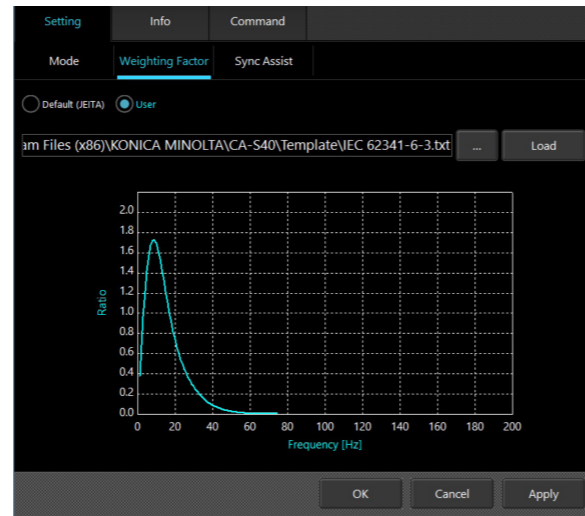 Setting Info Command
Mode Weighting Factor Sync Assist
Default (JEITA) User
am Files (x86)\KONICA MINOLTA\CA-S40\Template\IEC 62341-6-3.txt ... Load
2.0
1.8
1.6
1.4
1.2
1.0
0.8
0.6
0.4
0.2
0.0
Ratio
0 20 40 60 80 100 120 140 160 180 200
Frequency [Hz]
OK Cancel Apply